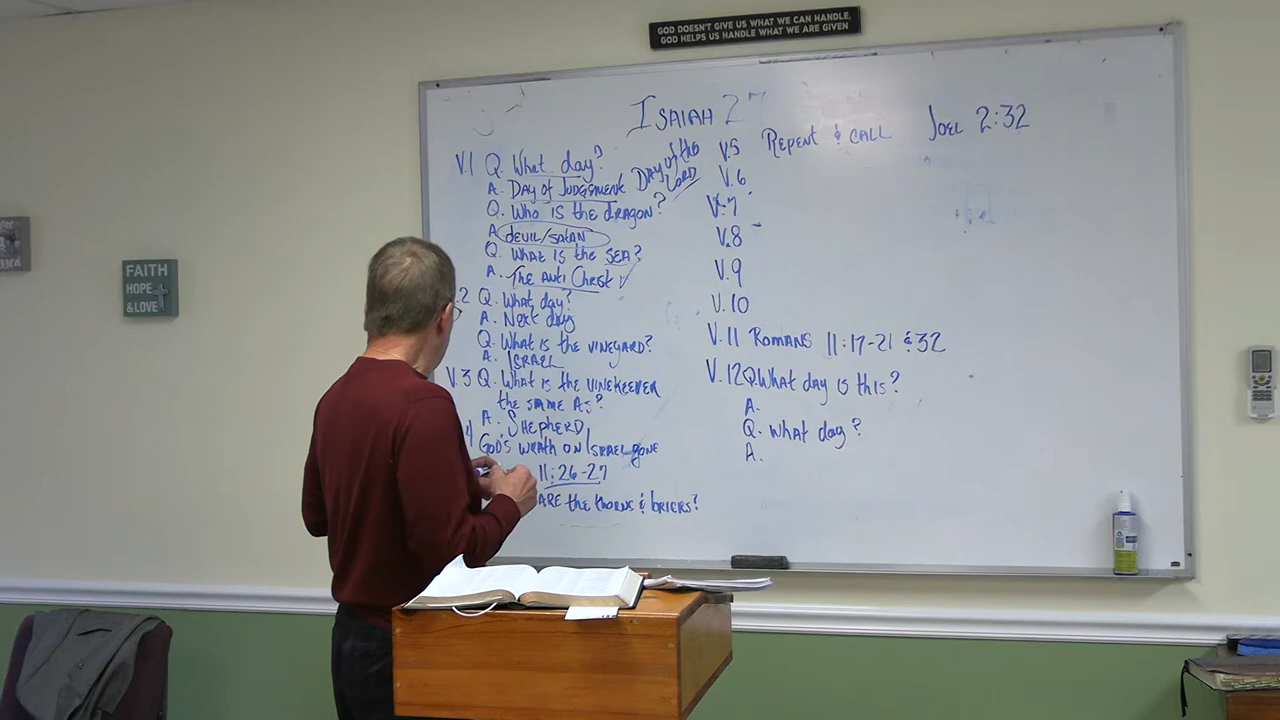 GOD DOESN'T GIVE US WHAT WE CAN HANDLE,
GOD HELPS US HANDLE WHAT WE ARE GIVEN
ISAIAH 27
V.1 Q. What day?
A. DAY OF JUDGSMENT DAY of the LORD
Q. WHO IS the dRAGON?
A dEVIL/SATAN
Q. WHAT IS the SEA?
A. The ANTI Christ
2 Q. What day?
A. Next day
Q. WHAT IS the VINEYARD?
A. ISRAEL
V.3 Q. WHAT IS the VINEKEEPER
the SAME AS?
A. SHEPHERD
4 GOD'S WRATH ON ISRAEL gone
11:26-27
ARE the thorns & bRIERS?
V.5 REPENT & CALL JOEL 2:32
V.6
V.7
V.8
V.9
V.10
V.11 ROMANS 11:17-21 & 32
V.12 Q What day is this?
A.
Q. What day?
A.
FAITH
HOPE
& LOVE